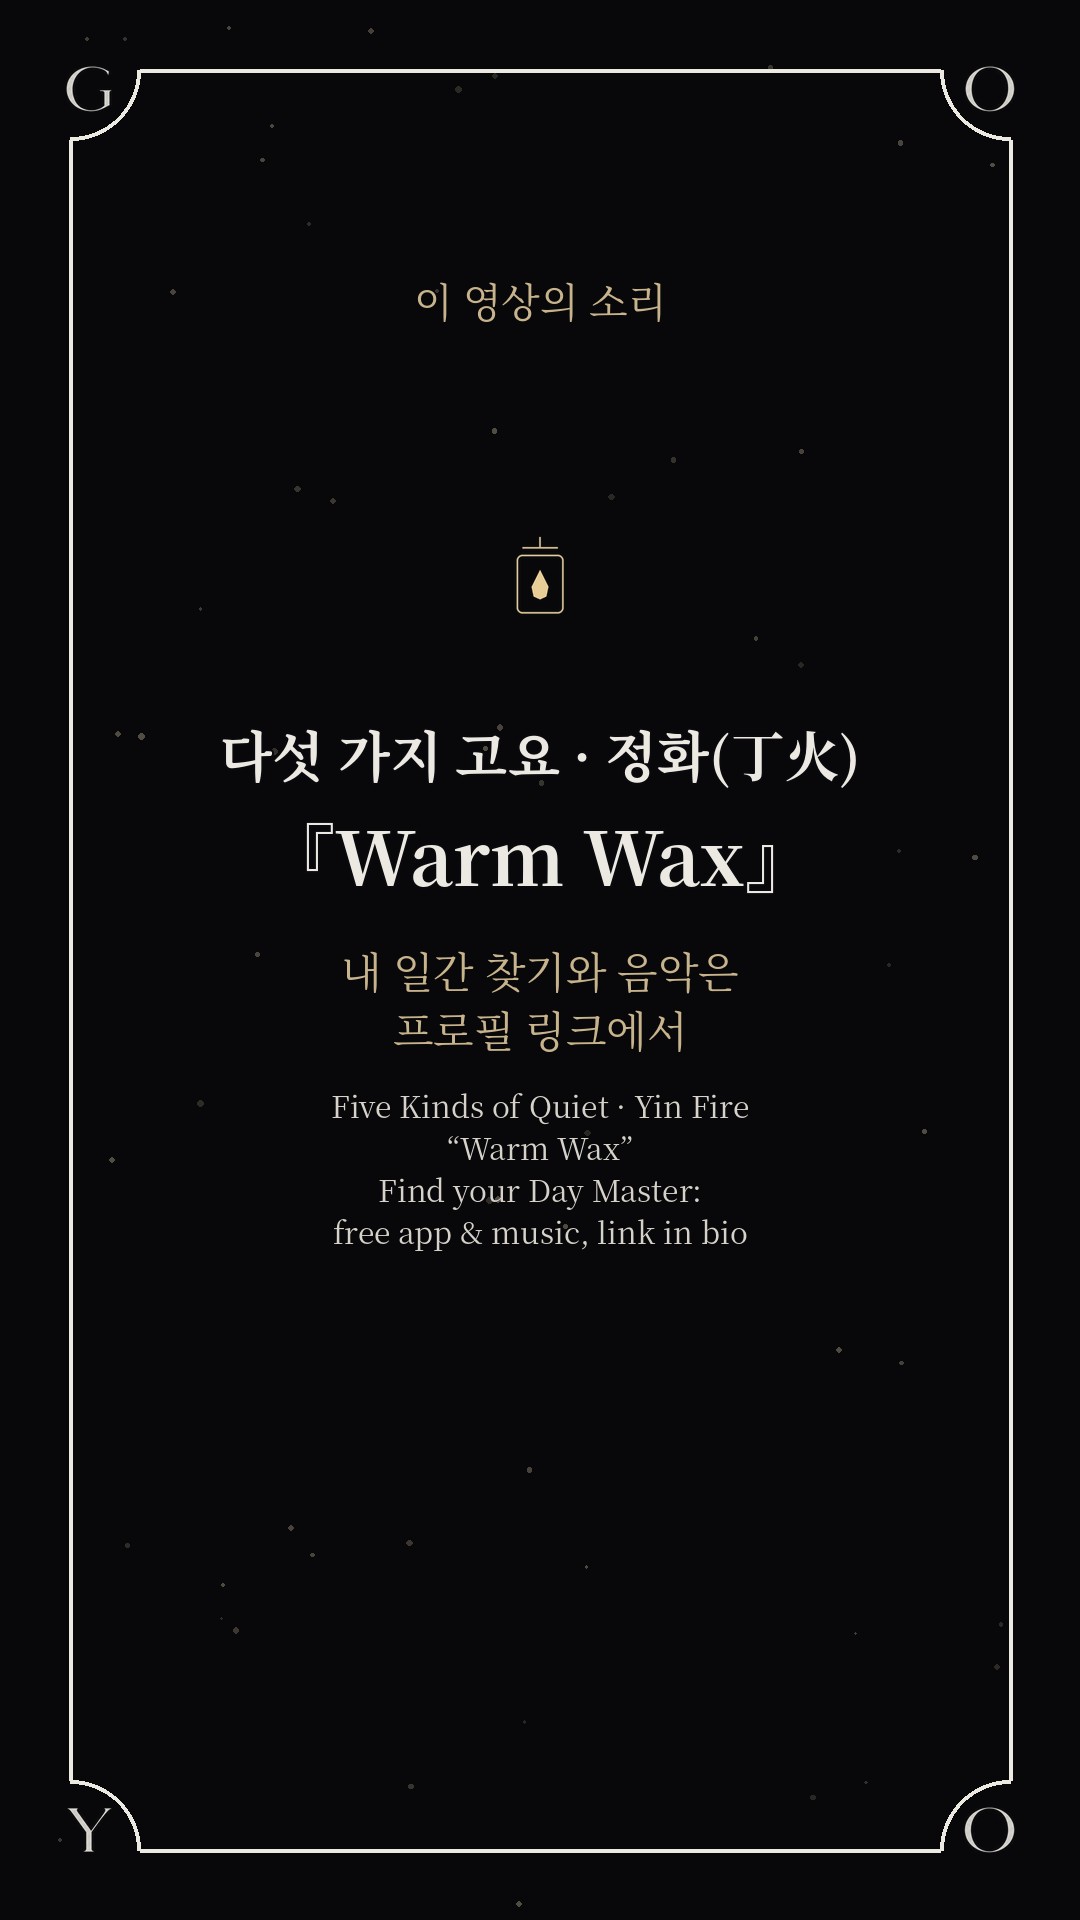 G O
이 영상의 소리
다섯 가지 고요 · 정화(丁火)
『Warm Wax』
내 일간 찾기와 음악은
프로필 링크에서
Five Kinds of Quiet · Yin Fire
“Warm Wax”
Find your Day Master:
free app & music, link in bio
Y O